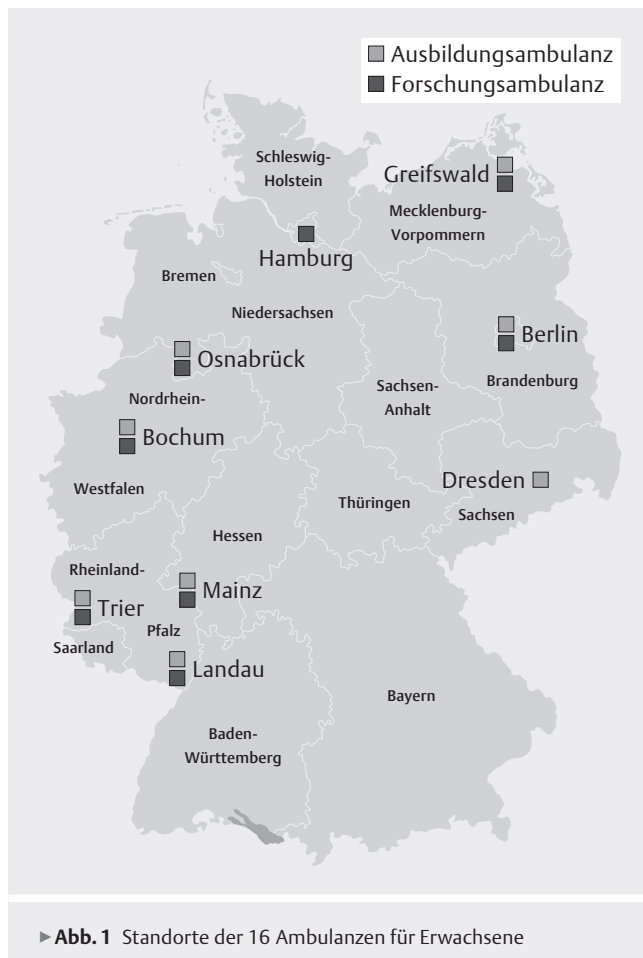 Ausbildungsambulanz
Forschungsambulanz
Schleswig-
Holstein
Greifswald
Mecklenburg-
Vorpommern
Hamburg
Bremen
Niedersachsen
Berlin
Osnabrück
Brandenburg
Sachsen-
Anhalt
Nordrhein-
Bochum
Westfalen
Dresden
Thüringen
Sachsen
Hessen
Rheinland-
Mainz
Trier
Pfalz
Saarland
Landau
Bayern
Baden-
Württemberg
▶ Abb. 1 Standorte der 16 Ambulanzen für Erwachsene